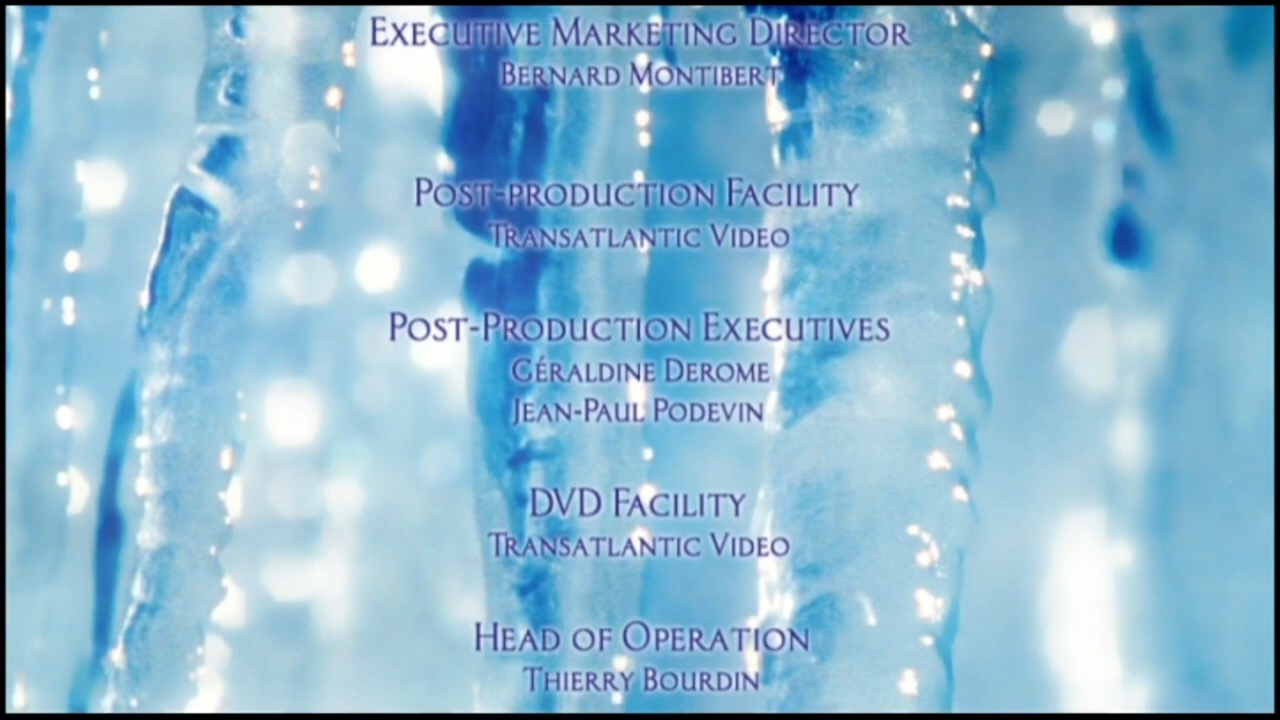 Executive Marketing Director
Bernard Montibert
Post-production Facility
Transatlantic Video
Post-Production Executives
Géraldine Derome
Jean-Paul Podevin
DVD Facility
Transatlantic Video
Head of Operation
Thierry Bourdin